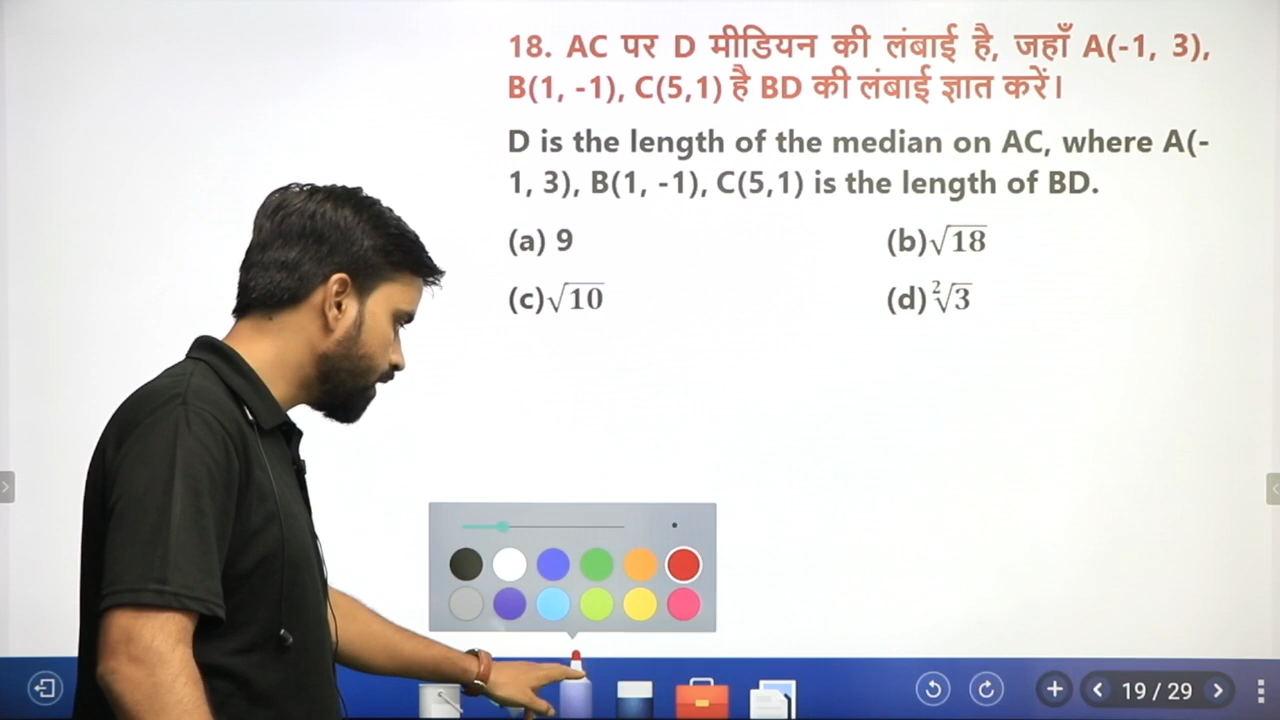 18. AC पर D मीडियन की लंबाई है, जहाँ A(-1, 3),
B(1, -1), C(5,1) है BD की लंबाई ज्ञात करें।
D is the length of the median on AC, where A(-
1, 3), B(1, -1), C(5,1) is the length of BD.
(a) 9 (b)√18
(c)√10 (d)²√3
19 / 29